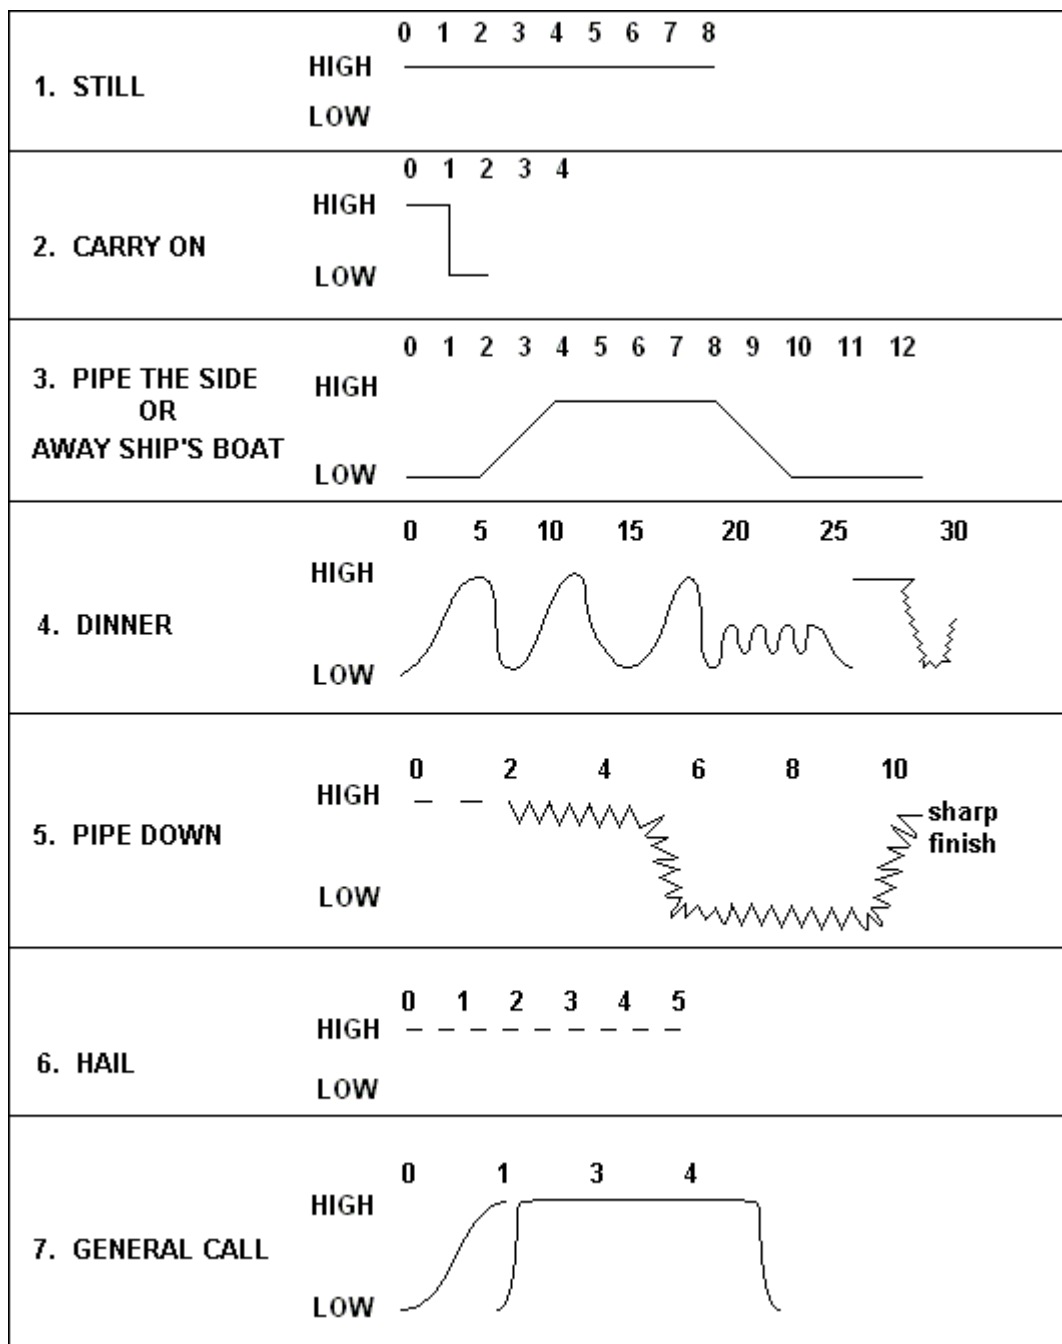 0 1 2 3 4 5 6 7 8
HIGH
1. STILL
LOW
0 1 2 3 4
HIGH
2. CARRY ON
LOW
0 1 2 3 4 5 6 7 8 9 10 11 12
3. PIPE THE SIDE HIGH
OR
AWAY SHIP'S BOAT
LOW
0 5 10 15 20 25 30
HIGH
4. DINNER
LOW
0 2 4 6 8 10
HIGH
sharp
5. PIPE DOWN
finish
LOW
0 1 2 3 4 5
HIGH
6. HAIL
LOW
0 1 3 4
HIGH
7. GENERAL CALL
LOW